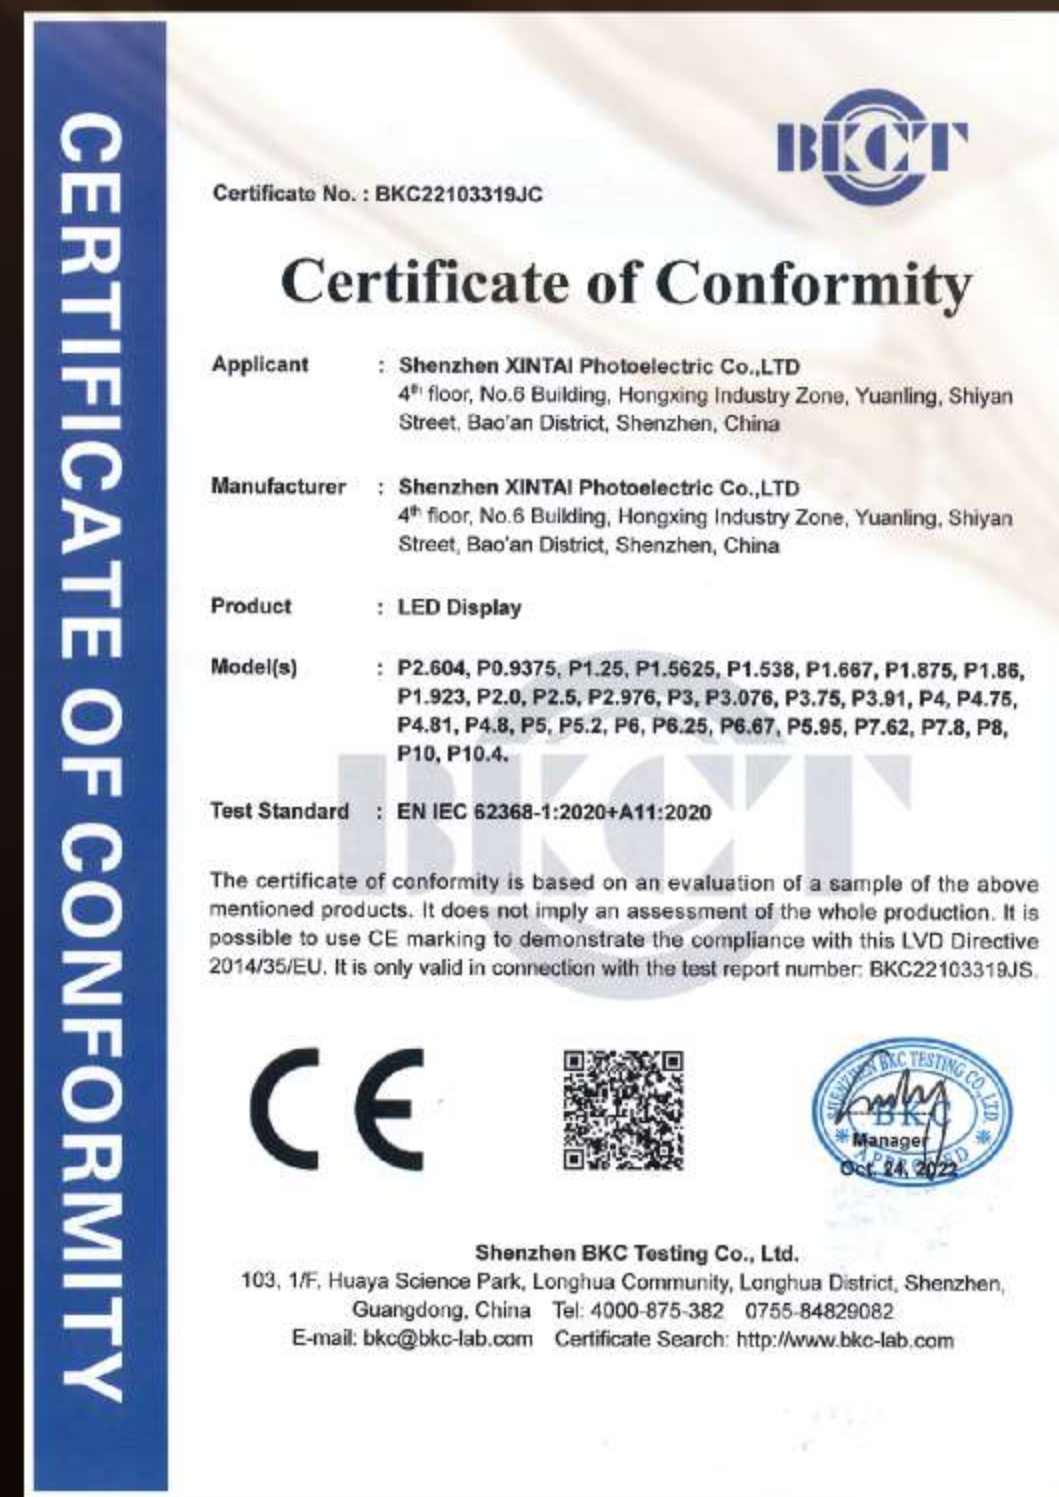 CERTIFICATE OF CONFORMITY
BKCT
Certificate No. : BKC22103319JC
Certificate of Conformity
Applicant : Shenzhen XINTAI Photoelectric Co.,LTD
4th floor, No.6 Building, Hongxing Industry Zone, Yuanling, Shiyan
Street, Bao'an District, Shenzhen, China
Manufacturer : Shenzhen XINTAI Photoelectric Co.,LTD
4th floor, No.6 Building, Hongxing Industry Zone, Yuanling, Shiyan
Street, Bao'an District, Shenzhen, China
Product : LED Display
Model(s) : P2.604, P0.9375, P1.25, P1.5625, P1.538, P1.667, P1.875, P1.86,
P1.923, P2.0, P2.5, P2.976, P3, P3.076, P3.75, P3.91, P4, P4.75,
P4.81, P4.8, P5, P5.2, P6, P6.25, P6.67, P5.95, P7.62, P7.8, P8,
P10, P10.4.
Test Standard : EN IEC 62368-1:2020+A11:2020
BKCT
The certificate of conformity is based on an evaluation of a sample of the above
mentioned products. It does not imply an assessment of the whole production. It is
possible to use CE marking to demonstrate the compliance with this LVD Directive
2014/35/EU. It is only valid in connection with the test report number: BKC22103319JS.
CE
SHENZHEN BKC TESTING CO., LTD.
BKC
Manager
APPROVED
Oct. 24, 2022
Shenzhen BKC Testing Co., Ltd.
103, 1/F, Huaya Science Park, Longhua Community, Longhua District, Shenzhen,
Guangdong, China Tel: 4000-875-382 0755-84829082
E-mail: bkc@bkc-lab.com Certificate Search: http://www.bkc-lab.com